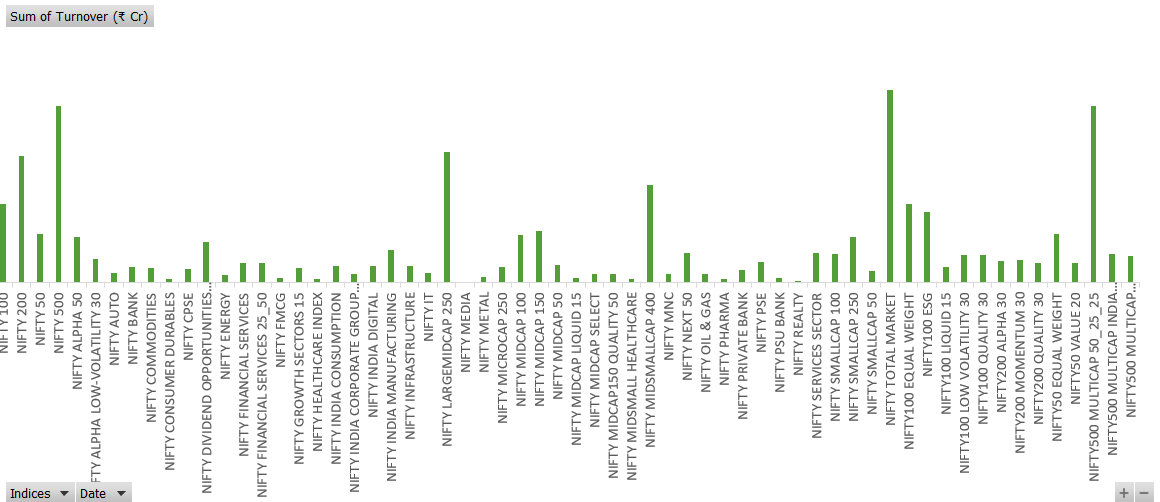 Sum of Turnover (₹ Cr)
NIFTY 100
NIFTY 200
NIFTY 50
NIFTY 500
NIFTY ALPHA 50
NIFTY ALPHA LOW-VOLATILITY 30
NIFTY AUTO
NIFTY BANK
NIFTY COMMODITIES
NIFTY CONSUMER DURABLES
NIFTY CPSE
NIFTY DIVIDEND OPPORTUNITIES...
NIFTY ENERGY
NIFTY FINANCIAL SERVICES
NIFTY FINANCIAL SERVICES 25_50
NIFTY FMCG
NIFTY GROWTH SECTORS 15
NIFTY HEALTHCARE INDEX
NIFTY INDIA CONSUMPTION
NIFTY INDIA CORPORATE GROUP...
NIFTY INDIA DIGITAL
NIFTY INDIA MANUFACTURING
NIFTY INFRASTRUCTURE
NIFTY IT
NIFTY LARGEMIDCAP 250
NIFTY MEDIA
NIFTY METAL
NIFTY MICROCAP 250
NIFTY MIDCAP 100
NIFTY MIDCAP 150
NIFTY MIDCAP 50
NIFTY MIDCAP LIQUID 15
NIFTY MIDCAP SELECT
NIFTY MIDCAP150 QUALITY 50
NIFTY MIDSMALL HEALTHCARE
NIFTY MIDSMALLCAP 400
NIFTY MNC
NIFTY NEXT 50
NIFTY OIL & GAS
NIFTY PHARMA
NIFTY PRIVATE BANK
NIFTY PSE
NIFTY PSU BANK
NIFTY REALTY
NIFTY SERVICES SECTOR
NIFTY SMALLCAP 100
NIFTY SMALLCAP 250
NIFTY SMALLCAP 50
NIFTY TOTAL MARKET
NIFTY100 EQUAL WEIGHT
NIFTY100 ESG
NIFTY100 LIQUID 15
NIFTY100 LOW VOLATILITY 30
NIFTY100 QUALITY 30
NIFTY200 ALPHA 30
NIFTY200 MOMENTUM 30
NIFTY200 QUALITY 30
NIFTY50 EQUAL WEIGHT
NIFTY50 VALUE 20
NIFTY500 MULTICAP 50_25_25
NIFTY500 MULTICAP INDIA...
NIFTY500 MULTICAP...
Indices Date